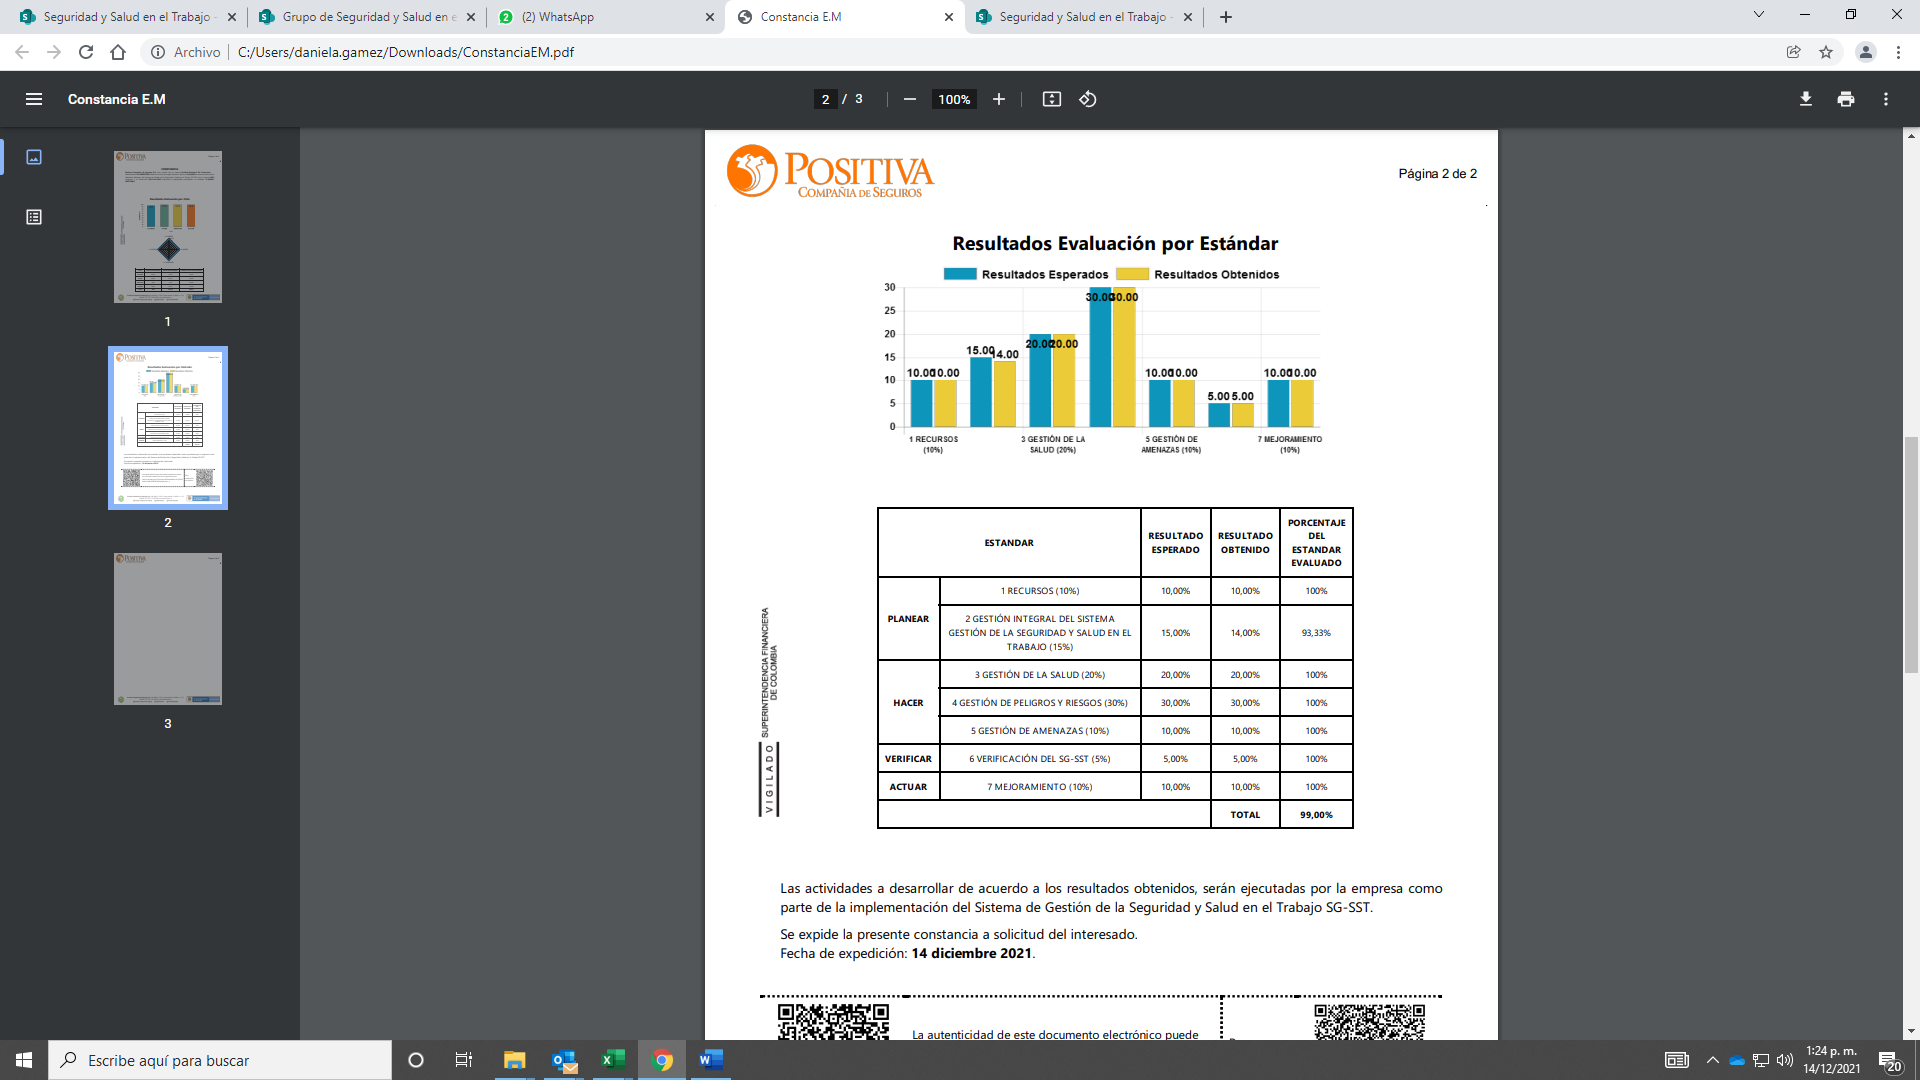 Seguridad y Salud en el Trabajo -
Grupo de Seguridad y Salud en e
(2) WhatsApp
Constancia E.M
Seguridad y Salud en el Trabajo -
Archivo
C:/Users/daniela.gamez/Downloads/ConstanciaEM.pdf
Constancia E.M
2 / 3
100%
1
2
3
POSITIVA
COMPAÑIA DE SEGUROS
Página 2 de 2
Resultados Evaluación por Estándar
Resultados Esperados Resultados Obtenidos
30
25
20
15
10
5
0
10.00 10.00
15.00 14.00
20.00 20.00
30.00 30.00
10.00 10.00
5.00 5.00
10.00 10.00
1 RECURSOS
(10%)
3 GESTIÓN DE LA
SALUD (20%)
5 GESTIÓN DE
AMENAZAS (10%)
7 MEJORAMIENTO
(10%)
ESTANDAR
RESULTADO
ESPERADO
RESULTADO
OBTENIDO
PORCENTAJE
DEL
ESTANDAR
EVALUADO
PLANEAR
1 RECURSOS (10%) 10,00% 10,00% 100%
2 GESTIÓN INTEGRAL DEL SISTEMA
GESTIÓN DE LA SEGURIDAD Y SALUD EN EL
TRABAJO (15%)
15,00% 14,00% 93,33%
HACER
3 GESTIÓN DE LA SALUD (20%) 20,00% 20,00% 100%
4 GESTIÓN DE PELIGROS Y RIESGOS (30%) 30,00% 30,00% 100%
5 GESTIÓN DE AMENAZAS (10%) 10,00% 10,00% 100%
VERIFICAR 6 VERIFICACIÓN DEL SG-SST (5%) 5,00% 5,00% 100%
ACTUAR 7 MEJORAMIENTO (10%) 10,00% 10,00% 100%
TOTAL 99,00%
VIGILADO SUPERINTENDENCIA FINANCIERA
DE COLOMBIA
Las actividades a desarrollar de acuerdo a los resultados obtenidos, serán ejecutadas por la empresa como
parte de la implementación del Sistema de Gestión de la Seguridad y Salud en el Trabajo SG-SST.
Se expide la presente constancia a solicitud del interesado.
Fecha de expedición: 14 diciembre 2021.
La autenticidad de este documento electrónico puede
Escribe aquí para buscar
1:24 p. m.
14/12/2021
20